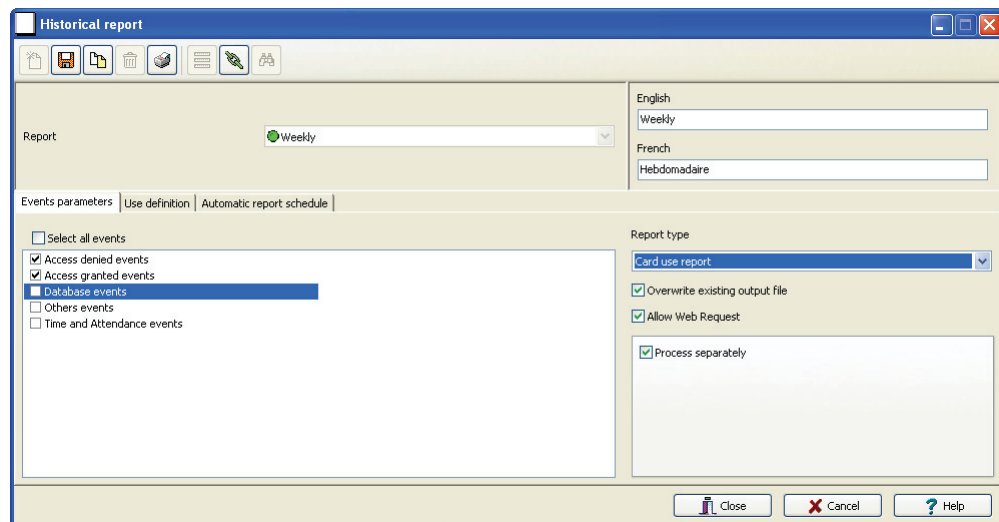 Historical report
English
Weekly
Report
Weekly
French
Hebdomadaire
Events parameters
Use definition
Automatic report schedule
Select all events
Access denied events
Access granted events
Database events
Others events
Time and Attendance events
Report type
Card use report
Overwrite existing output file
Allow Web Request
Process separately
Close
Cancel
? Help